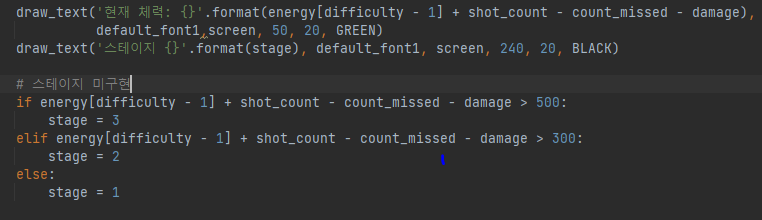 draw_text('현재 체력: {}'.format(energy[difficulty - 1] + shot_count - count_missed - damage),
default_font1,screen, 50, 20, GREEN)
draw_text('스테이지 {}'.format(stage), default_font1, screen, 240, 20, BLACK)
# 스테이지 미구현
if energy[difficulty - 1] + shot_count - count_missed - damage > 500:
stage = 3
elif energy[difficulty - 1] + shot_count - count_missed - damage > 300:
stage = 2
else:
stage = 1